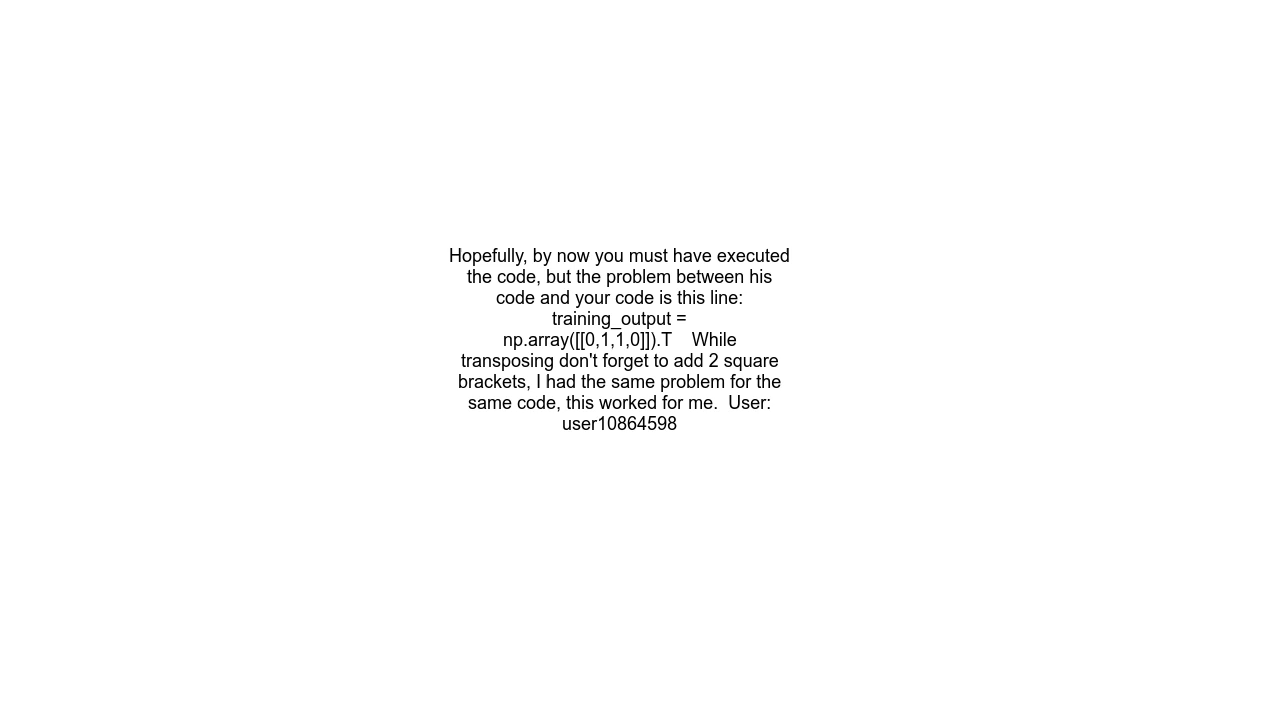 Hopefully, by now you must have executed
the code, but the problem between his
code and your code is this line:
training_output =
np.array([[0,1,1,0]]).T    While
transposing don't forget to add 2 square
brackets, I had the same problem for the
same code, this worked for me.  User:
user10864598